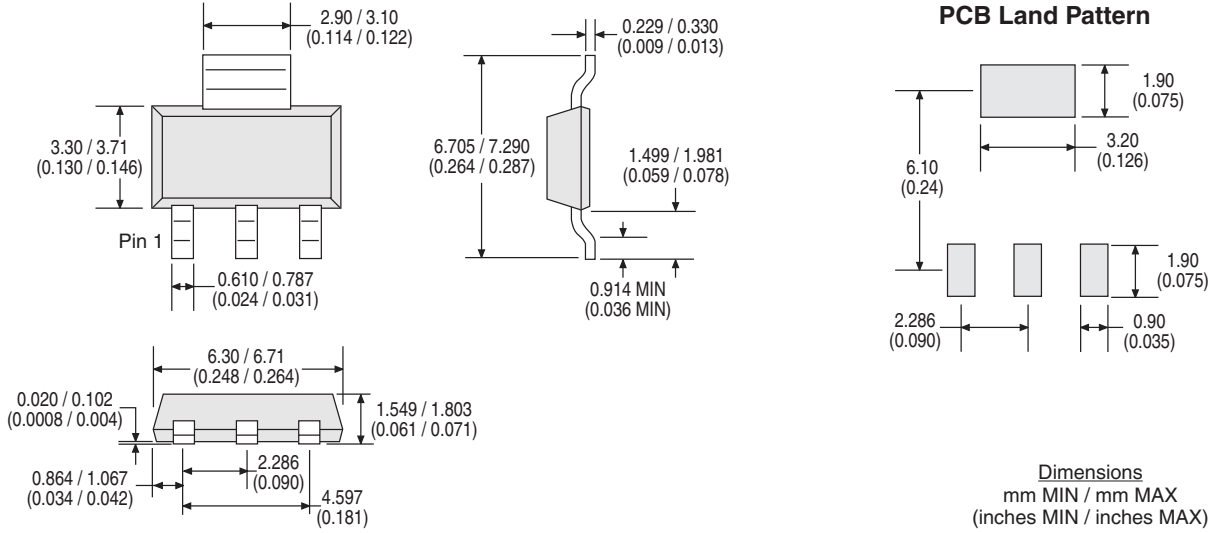 2.90 / 3.10
(0.114 / 0.122)
3.30 / 3.71
(0.130 / 0.146)
Pin 1
0.610 / 0.787
(0.024 / 0.031)
0.229 / 0.330
(0.009 / 0.013)
6.705 / 7.290
(0.264 / 0.287)
1.499 / 1.981
(0.059 / 0.078)
0.914 MIN
(0.036 MIN)
PCB Land Pattern
1.90
(0.075)
3.20
(0.126)
6.10
(0.24)
1.90
(0.075)
2.286
(0.090)
0.90
(0.035)
6.30 / 6.71
(0.248 / 0.264)
0.020 / 0.102
(0.0008 / 0.004)
1.549 / 1.803
(0.061 / 0.071)
0.864 / 1.067
(0.034 / 0.042)
2.286
(0.090)
4.597
(0.181)
Dimensions
mm MIN / mm MAX
(inches MIN / inches MAX)